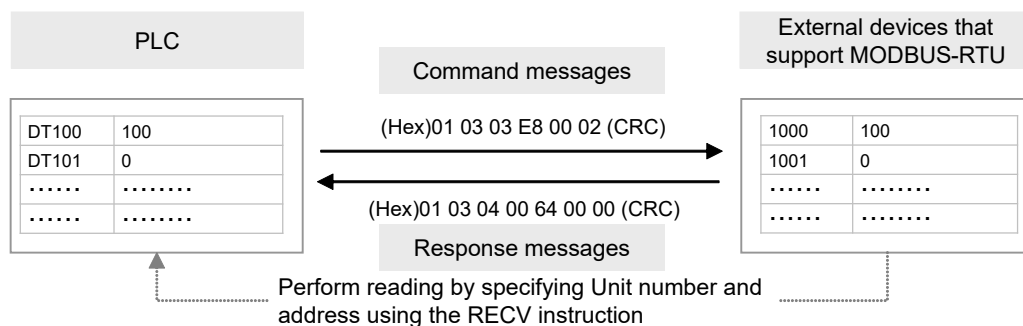 PLC
External devices that
support MODBUS-RTU
Command messages
(Hex)01 03 03 E8 00 02 (CRC)
DT100 100
DT101 0
...... ........
...... ........
1000 100
1001 0
...... ........
...... ........
(Hex)01 03 04 00 64 00 00 (CRC)
Response messages
Perform reading by specifying Unit number and
address using the RECV instruction